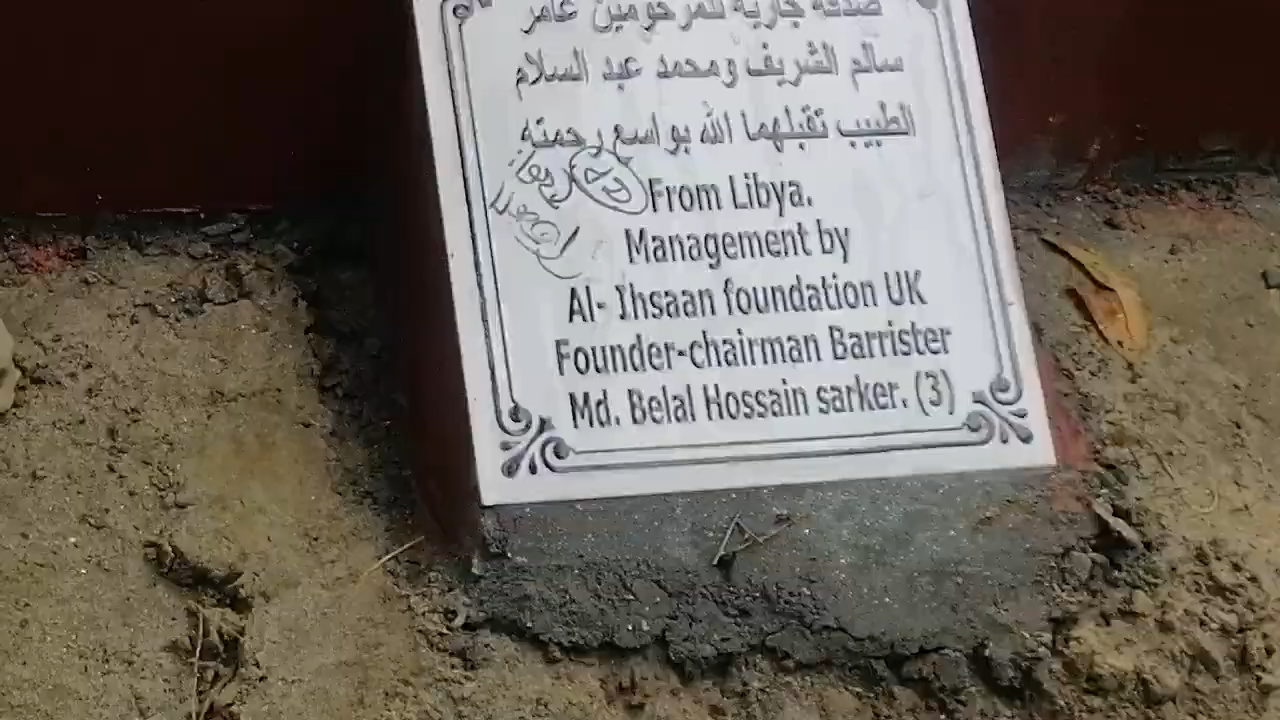 صدقة جارية للمرحومين عامر
سالم الشريف ومحمد عبد السلام
الطبيب تقبلهما الله بواسع رحمته
From Libya.
Management by
Al- Ihsaan foundation UK
Founder-chairman Barrister
Md. Belal Hossain sarker. (3)